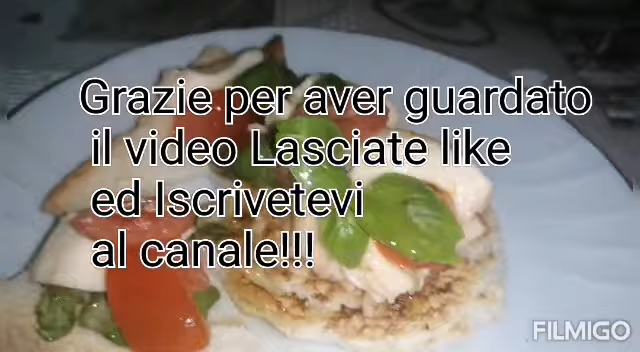 Grazie per aver guardato
il video Lasciate like
ed Iscrivetevi
al canale!!!
FILMIGO